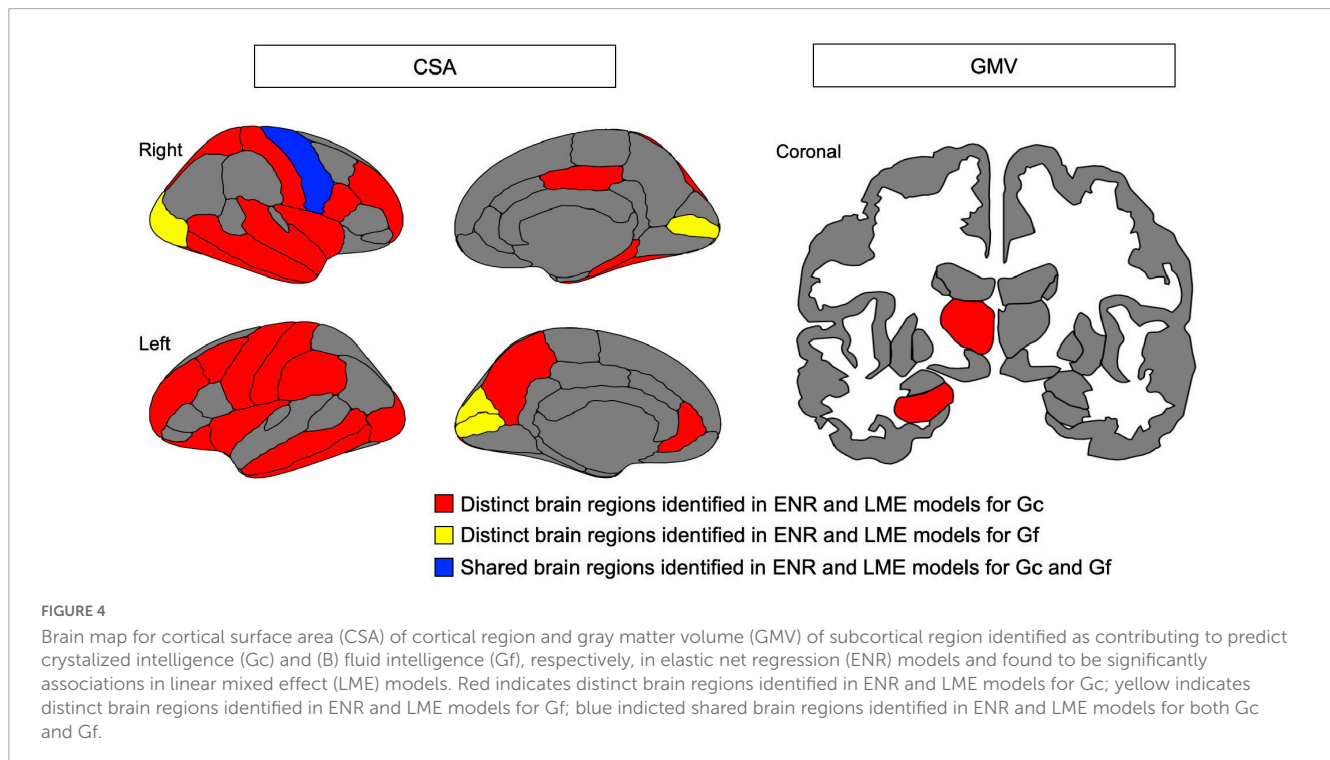 CSA
GMV
Right
Coronal
Left
Distinct brain regions identified in ENR and LME models for Gc
Distinct brain regions identified in ENR and LME models for Gf
Shared brain regions identified in ENR and LME models for Gc and Gf
FIGURE 4
Brain map for cortical surface area (CSA) of cortical region and gray matter volume (GMV) of subcortical region identified as contributing to predict
crystalized intelligence (Gc) and (B) fluid intelligence (Gf), respectively, in elastic net regression (ENR) models and found to be significantly
associations in linear mixed effect (LME) models. Red indicates distinct brain regions identified in ENR and LME models for Gc; yellow indicates
distinct brain regions identified in ENR and LME models for Gf; blue indicted shared brain regions identified in ENR and LME models for both Gc
and Gf.